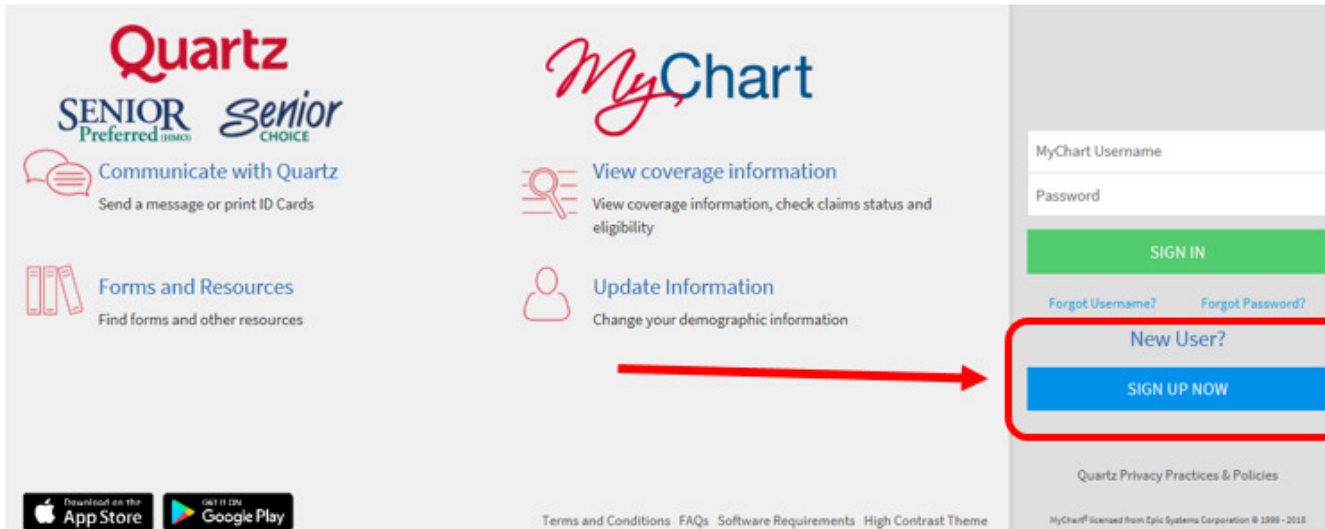 Quartz
SENIOR
Preferred (HMO)
Senior
CHOICE
Communicate with Quartz
Send a message or print ID Cards
Forms and Resources
Find forms and other resources
MyChart
View coverage information
View coverage information, check claims status and
eligibility
Update Information
Change your demographic information
Download on the
App Store
GET IT ON
Google Play
Terms and Conditions FAQs Software Requirements High Contrast Theme
MyChart Username
Password
SIGN IN
Forgot Username? Forgot Password?
New User?
SIGN UP NOW
Quartz Privacy Practices & Policies
MyChart® licensed from Epic Systems Corporation © 1999 - 2018